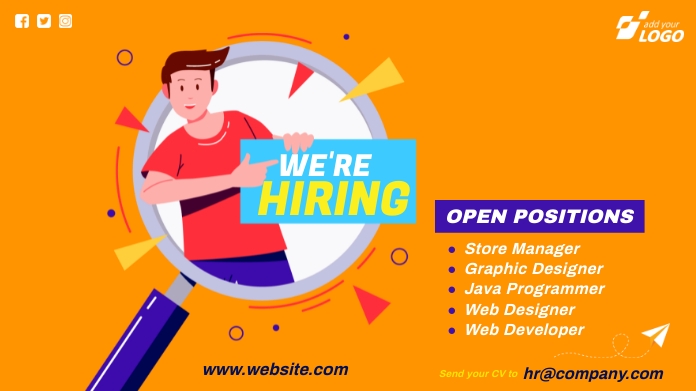 add your
LOGO
WE'RE
HIRING
OPEN POSITIONS
Store Manager
Graphic Designer
Java Programmer
Web Designer
Web Developer
www.website.com
Send your CV to hr@company.com